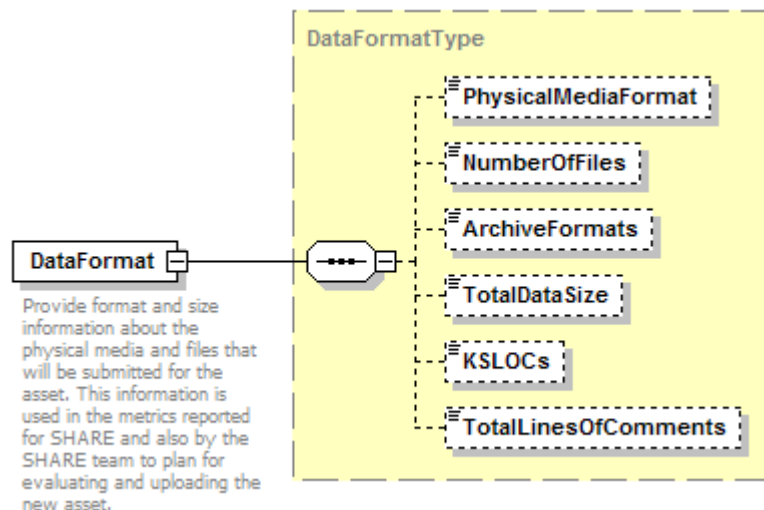 DataFormatType
PhysicalMediaFormat
NumberOfFiles
ArchiveFormats
DataFormat
TotalDataSize
KSLOCs
TotalLinesOfComments
Provide format and size
information about the
physical media and files that
will be submitted for the
asset. This information is
used in the metrics reported
for SHARE and also by the
SHARE team to plan for
evaluating and uploading the
new asset.